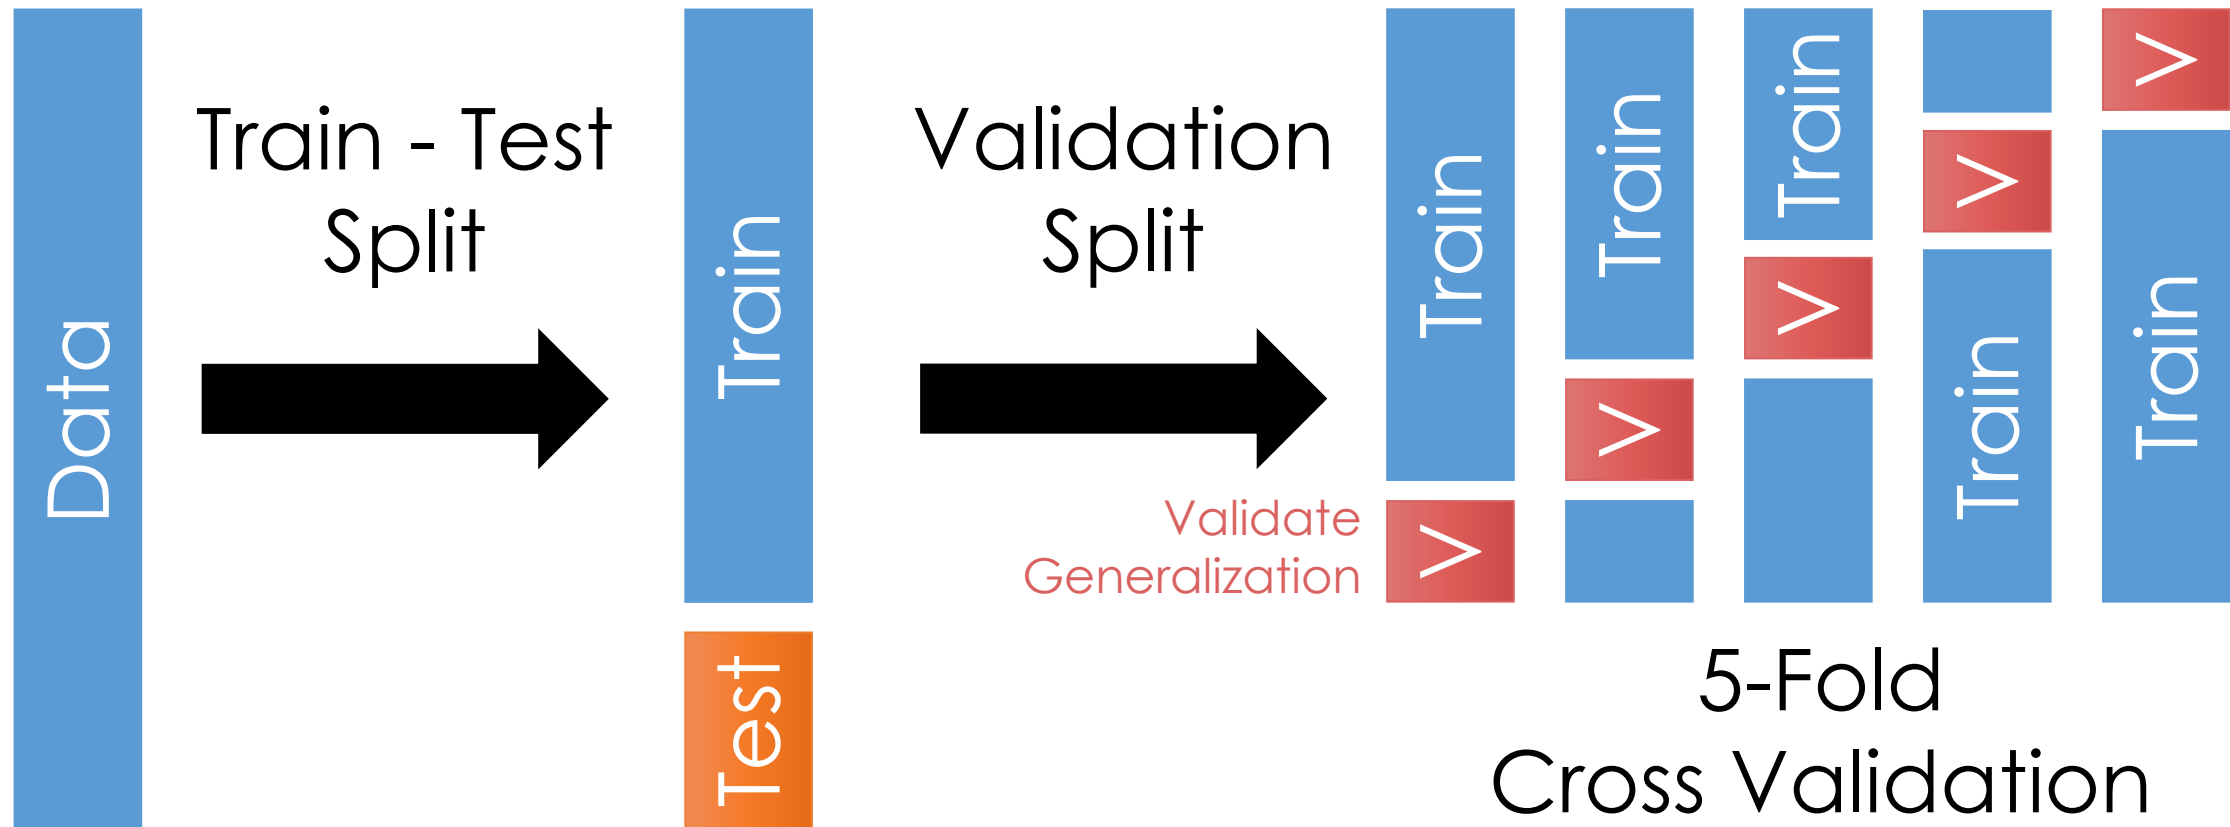 Data
Train - Test
Split
Train
Test
Validation
Split
Validate
Generalization
Train
V
Train
V
Train
V
V
Train
V
Train
5-Fold
Cross Validation